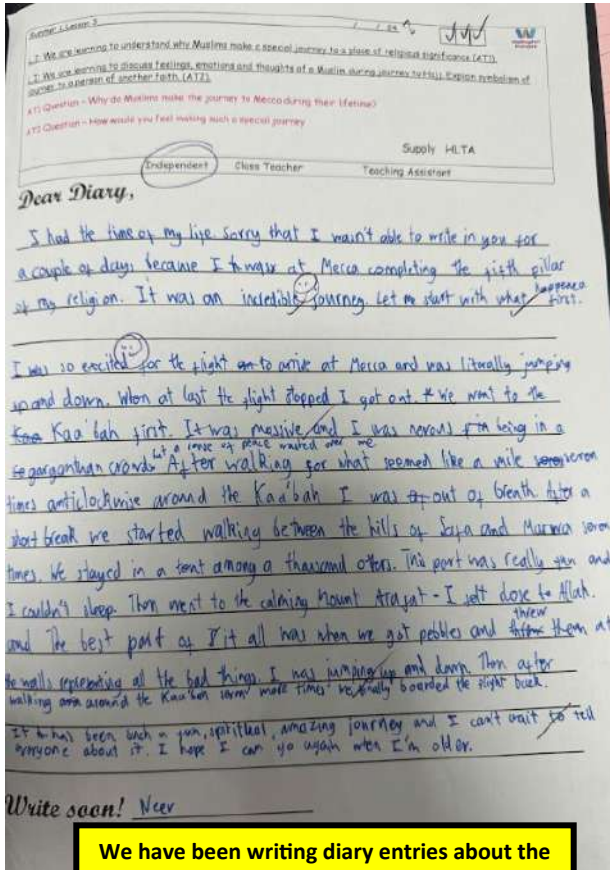 Summer 1 Lesson 3
L.I: We are learning to understand why Muslims make a special journey to a place of religious significance. (AT1).
L.I: We are learning to discuss feelings, emotions and thoughts of a Muslim during journey to Hajj. Explain symbolism of
journey to a person of another faith. (AT2).
AT1 Question – Why do Muslims make the journey to Mecca during their lifetime?
AT2 Question – How would you feel making such a special journey
Supply HLTA
Independent Class Teacher Teaching Assistant
Dear Diary,
I had the time of my life. Sorry that I wasn't able to write in you for
a couple of days because I was at Mecca completing the fifth pillar
of my religion. It was an incredible journey. Let me start with what happened first.
I was so excited for the flight to arrive at Mecca and was literally jumping
up and down. When at last the flight stopped I got out. We went to the
Kaa'bah first. It was massive and I was nerous being in a
gargonthan crowd but a sense of peace washed over me. After walking for what seemed like a mile seven
times anticlockwise around the Kaa'bah I was out of breath. After a
short break we started walking between the hills of Safa and Marwa seven
times. We stayed in a tent among a thousand others. This part was really fun and
I couldn't sleep. Then went to the calming Mount Arafat - I felt close to Allah.
and The best part of it all was when we got pebbles and threw them at
the walls representing all the bad things. I was jumping up and down. Then after
walking around the Kaa'bah more times we finally boarded the flight back.
It has been such a fun, spiritual, amazing journey and I can't wait to tell
everyone about it. I hope I can go again when I'm older.
Write soon! Neev
We have been writing diary entries about the